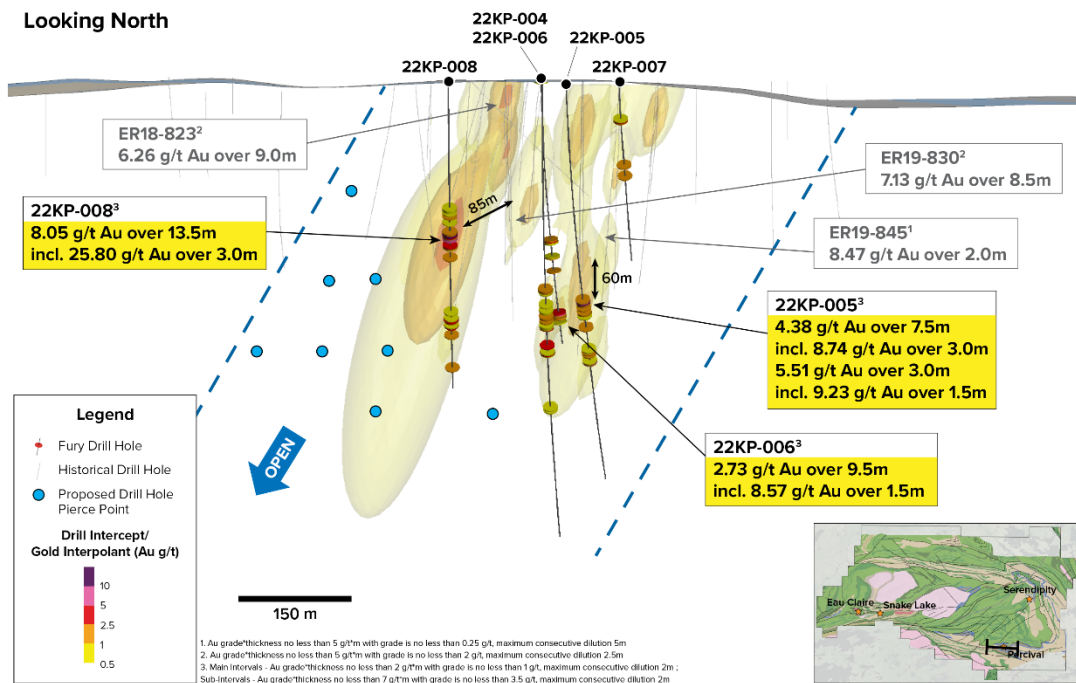 Looking North
22KP-004
22KP-006
22KP-005
22KP-008
22KP-007
ER18-823²
6.26 g/t Au over 9.0m
ER19-830²
7.13 g/t Au over 8.5m
22KP-008³
8.05 g/t Au over 13.5m
incl. 25.80 g/t Au over 3.0m
85m
ER19-845¹
8.47 g/t Au over 2.0m
60m
22KP-005³
4.38 g/t Au over 7.5m
incl. 8.74 g/t Au over 3.0m
5.51 g/t Au over 3.0m
incl. 9.23 g/t Au over 1.5m
22KP-006³
2.73 g/t Au over 9.5m
incl. 8.57 g/t Au over 1.5m
OPEN
Legend
Fury Drill Hole
Historical Drill Hole
Proposed Drill Hole
Pierce Point
Drill Intercept/
Gold Interpolant (Au g/t)
10
5
2.5
1
0.5
150 m
Eau Claire
Snake Lake
Serendipity
Percival
1. Au grade*thickness no less than 5 g/t*m with grade is no less than 0.25 g/t, maximum consecutive dilution 5m
2. Au grade*thickness no less than 5 g/t*m with grade is no less than 2 g/t, maximum consecutive dilution 2.5m
3. Main Intervals - Au grade*thickness no less than 2 g/t*m with grade is no less than 1 g/t, maximum consecutive dilution 2m ;
Sub-Intervals - Au grade*thickness no less than 7 g/t*m with grade is no less than 3.5 g/t, maximum consecutive dilution 2m